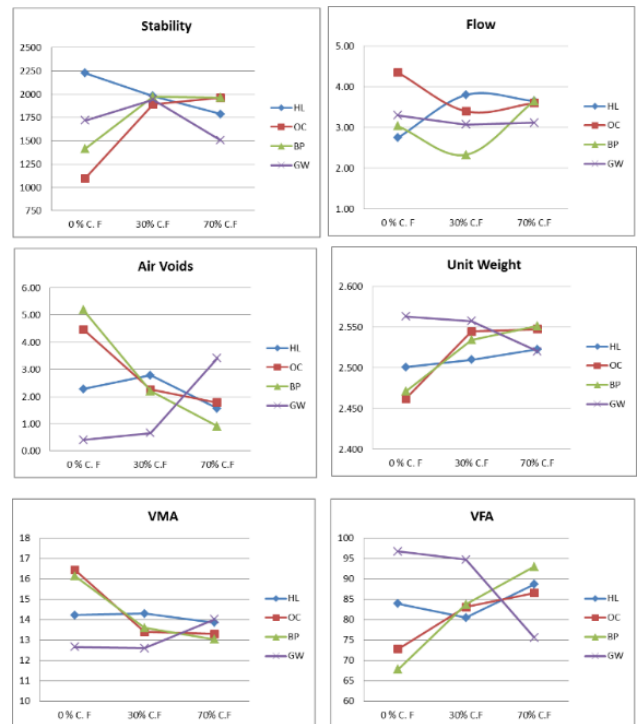 Stability
2500
2250
2000
1750
1500
1250
1000
750
0 % C. F 30% C.F 70% C.F
HL
OC
BP
GW
Flow
5.00
4.00
3.00
2.00
1.00
0 % C. F 30% C.F 70% C.F
HL
OC
BP
GW
Air Voids
6.00
5.00
4.00
3.00
2.00
1.00
0.00
0 % C. F 30% C.F 70% C.F
HL
OC
BP
GW
Unit Weight
2.600
2.550
2.500
2.450
2.400
0 % C. F 30% C.F 70% C.F
HL
OC
BP
GW
VMA
18
17
16
15
14
13
12
11
10
0 % C. F 30% C.F 70% C.F
HL
OC
BP
GW
VFA
100
95
90
85
80
75
70
65
60
0 % C. F 30% C.F 70% C.F
HL
OC
BP
GW